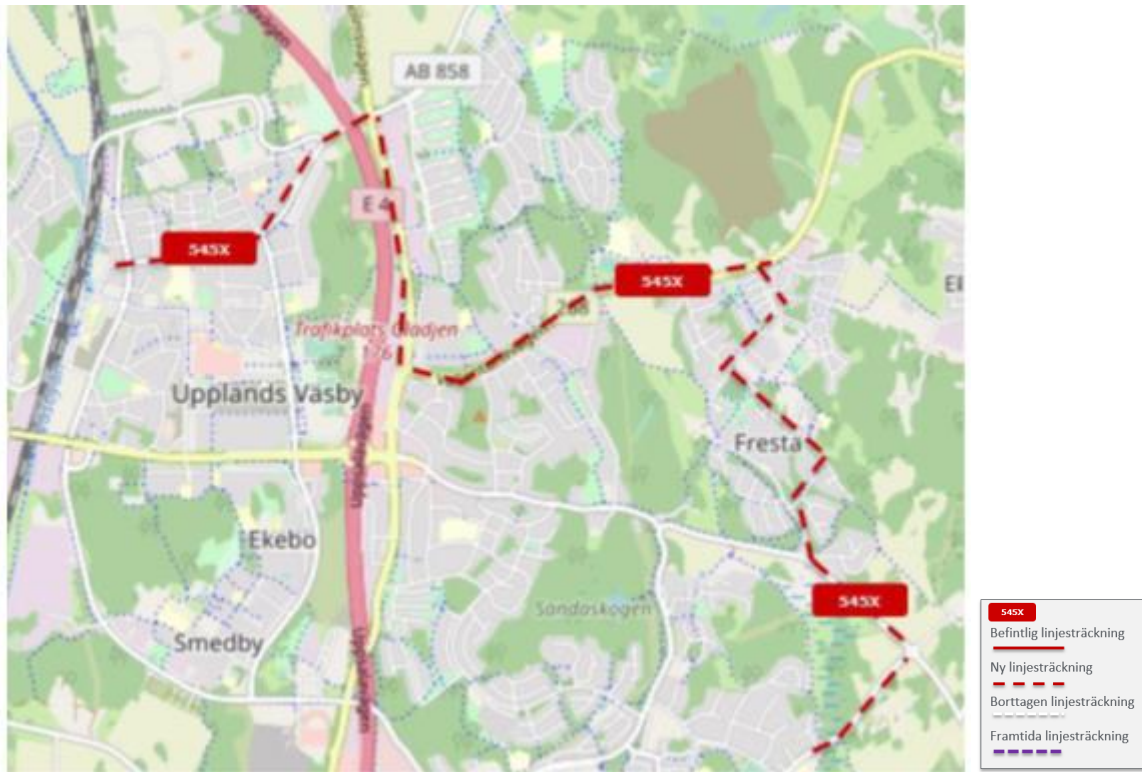 AB 858
E 4
545X
545X
268
Trafikplats Glädjen
176
Upplands Väsby
Fresta
Ekebo
Sandaskogen
545X
Smedby
545X
Befintlig linjesträckning
Ny linjesträckning
Borttagen linjesträckning
Framtida linjesträckning